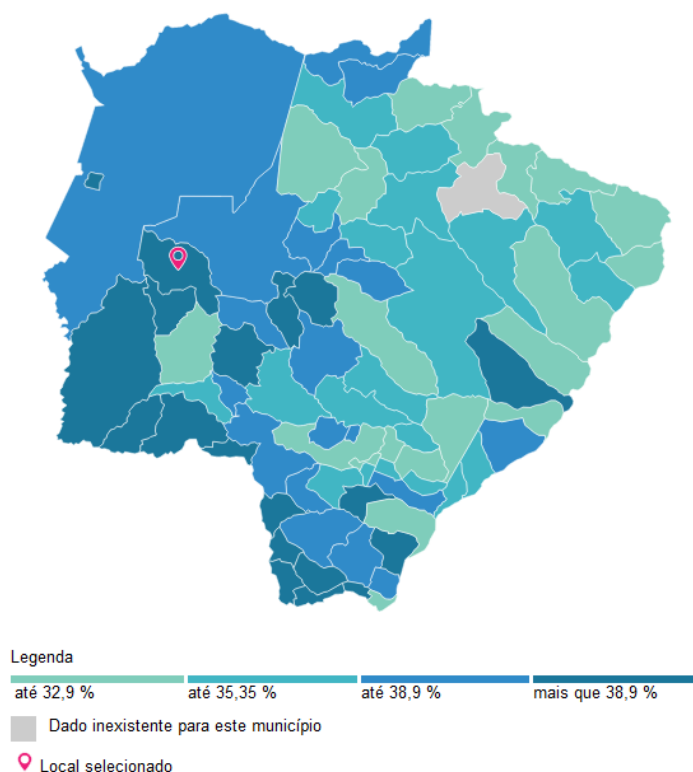 Legenda
até 32,9 % até 35,35 % até 38,9 % mais que 38,9 %
Dado inexistente para este município
Local selecionado